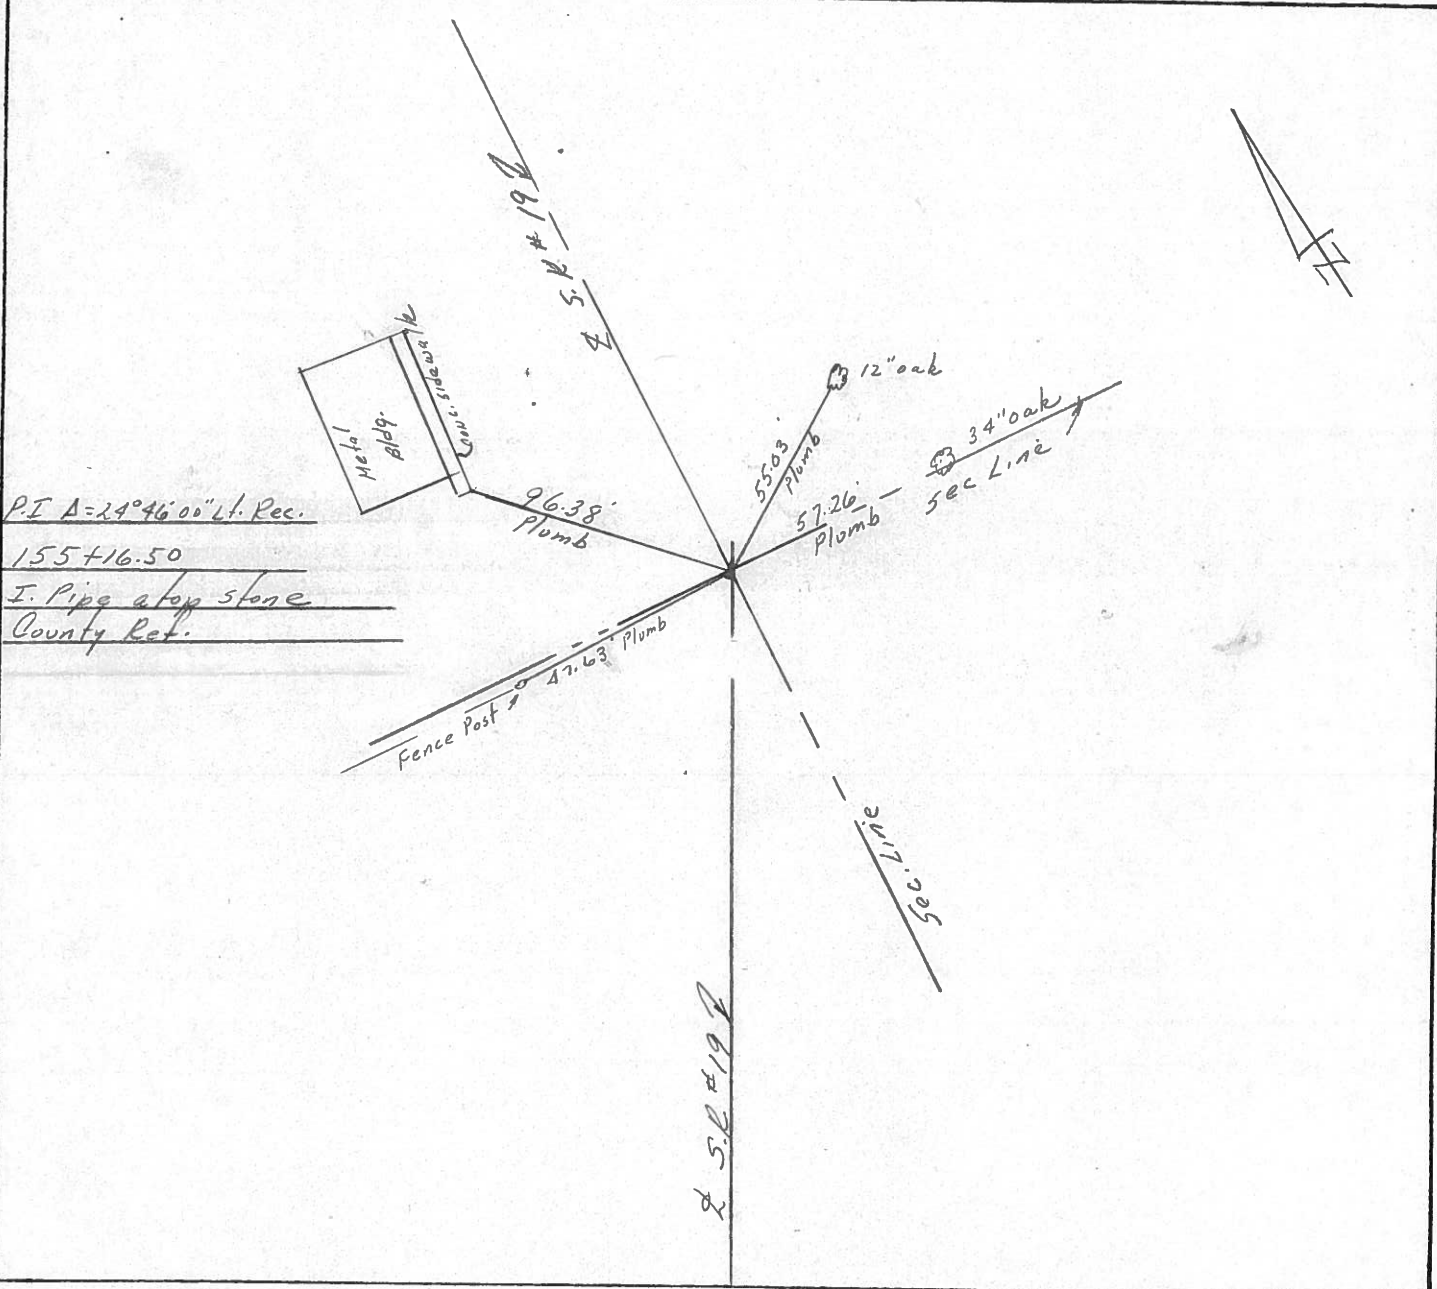 ℄ S.R. # 19 ℄
Conc. Sidewalk
Metal
Bldg.
12" oak
34" oak
Sec Line
55.03
Plumb
57.26'
Plumb
96.38'
Plumb
P.I Δ=24°46'00" Lt. Rec.
155+16.50
I. Pipe atop stone
County Ref.
47.63' Plumb
Fence Post
Sec. Line
℄ S.R #19 ℄
N